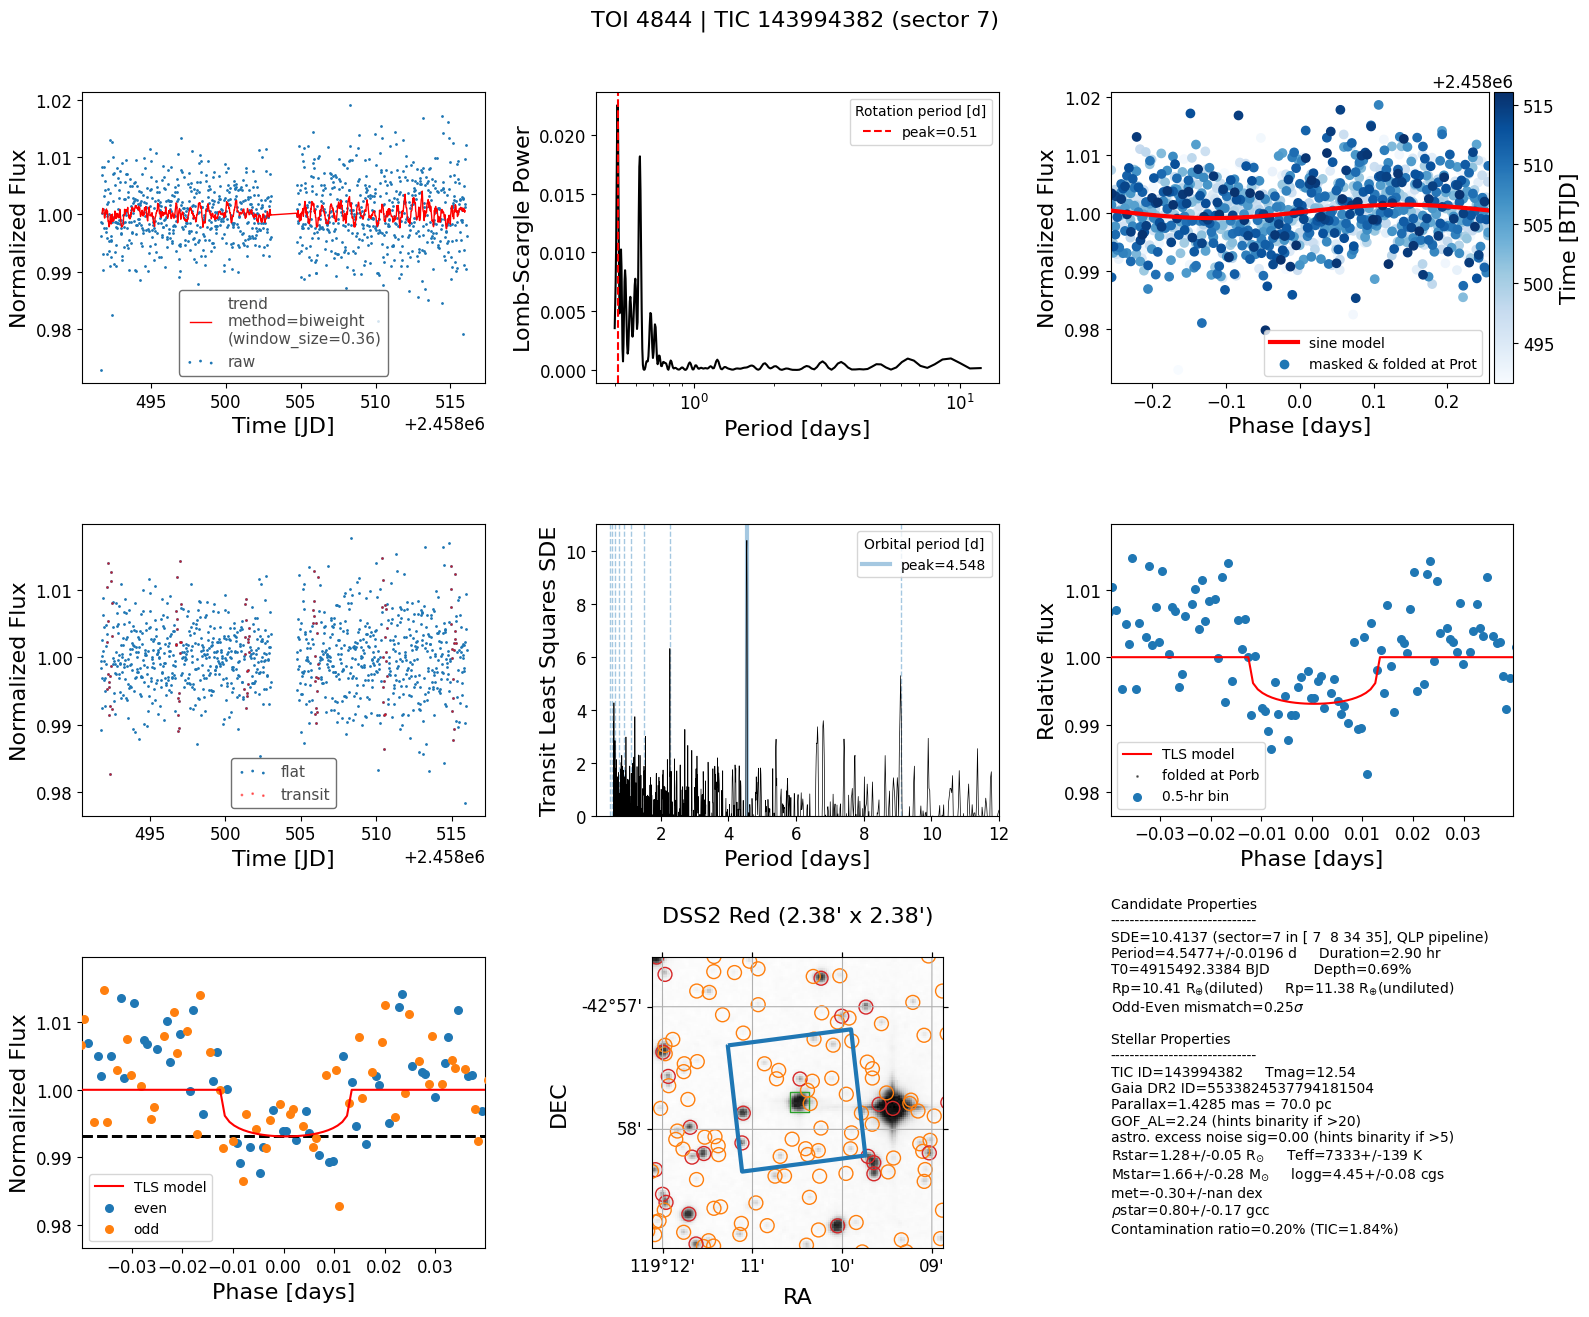 TOI 4844 | TIC 143994382 (sector 7)
Normalized Flux
1.02
1.01
1.00
0.99
0.98
trend
method=biweight
(window_size=0.36)
raw
495 500 505 510 515
Time [JD]
+2.458e6
Lomb-Scargle Power
0.020
0.015
0.010
0.005
0.000
Rotation period [d]
peak=0.51
10^0 10^1
Period [days]
Normalized Flux
1.02
1.01
1.00
0.99
0.98
sine model
masked & folded at Prot
−0.2 −0.1 0.0 0.1 0.2
Phase [days]
+2.458e6
515
510
505
500
495
Time [BTJD]
Normalized Flux
1.01
1.00
0.99
0.98
flat
transit
495 500 505 510 515
Time [JD]
+2.458e6
Transit Least Squares SDE
10
8
6
4
2
0
Orbital period [d]
peak=4.548
2 4 6 8 10 12
Period [days]
Relative flux
1.01
1.00
0.99
0.98
TLS model
folded at Porb
0.5-hr bin
−0.03 −0.02 −0.01 0.00 0.01 0.02 0.03
Phase [days]
Normalized Flux
1.01
1.00
0.99
0.98
TLS model
even
odd
−0.03 −0.02 −0.01 0.00 0.01 0.02 0.03
Phase [days]
DSS2 Red (2.38' x 2.38')
DEC
-42°57'
58'
119°12' 11' 10' 09'
RA
Candidate Properties
------------------------------
SDE=10.4137 (sector=7 in [ 7 8 34 35], QLP pipeline)
Period=4.5477+/-0.0196 d Duration=2.90 hr
T0=4915492.3384 BJD Depth=0.69%
Rp=10.41 R⊕(diluted) Rp=11.38 R⊕(undiluted)
Odd-Even mismatch=0.25σ
Stellar Properties
------------------------------
TIC ID=143994382 Tmag=12.54
Gaia DR2 ID=5533824537794181504
Parallax=1.4285 mas = 70.0 pc
GOF_AL=2.24 (hints binarity if >20)
astro. excess noise sig=0.00 (hints binarity if >5)
Rstar=1.28+/-0.05 R⊙ Teff=7333+/-139 K
Mstar=1.66+/-0.28 M⊙ logg=4.45+/-0.08 cgs
met=-0.30+/-nan dex
ρstar=0.80+/-0.17 gcc
Contamination ratio=0.20% (TIC=1.84%)